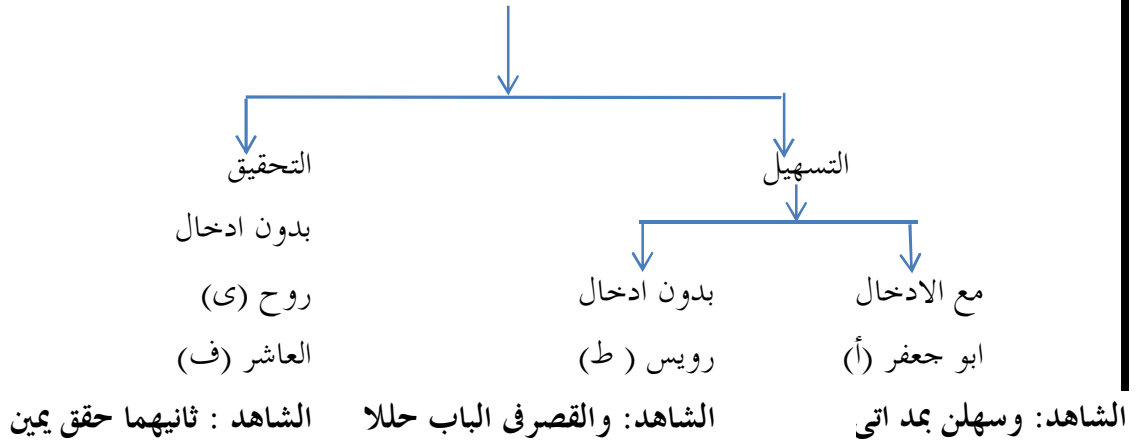 التسهيل
التحقيق
بدون ادخال
مع الادخال
بدون ادخال
روح (ى)
ابو جعفر (أ)
رويس ( ط)
العاشر (ف)
الشاهد: وسهلن بمد اتى
الشاهد: والقصرفى الباب حللا
الشاهد : ثانيهما حقق يمين